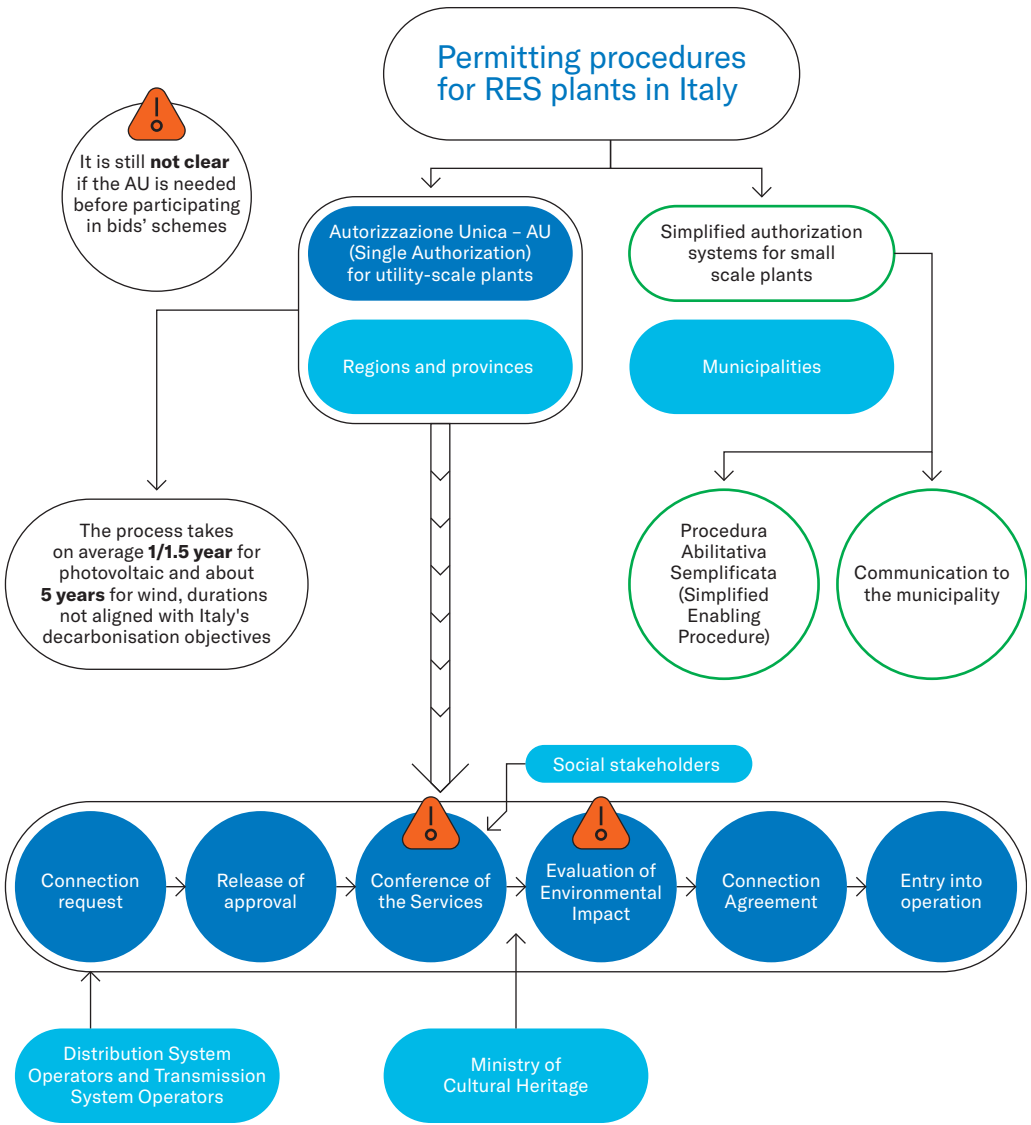 Permitting procedures
for RES plants in Italy
It is still not clear
if the AU is needed
before participating
in bids’ schemes
Autorizzazione Unica – AU
(Single Authorization)
for utility-scale plants
Simplified authorization
systems for small
scale plants
Regions and provinces
Municipalities
The process takes
on average 1/1.5 year for
photovoltaic and about
5 years for wind, durations
not aligned with Italy's
decarbonisation objectives
Procedura
Abilitativa
Semplificata
(Simplified
Enabling
Procedure)
Communication to
the municipality
Social stakeholders
Connection
request
Release of
approval
Conference of
the Services
Evaluation of
Environmental
Impact
Connection
Agreement
Entry into
operation
Distribution System
Operators and Transmission
System Operators
Ministry of
Cultural Heritage